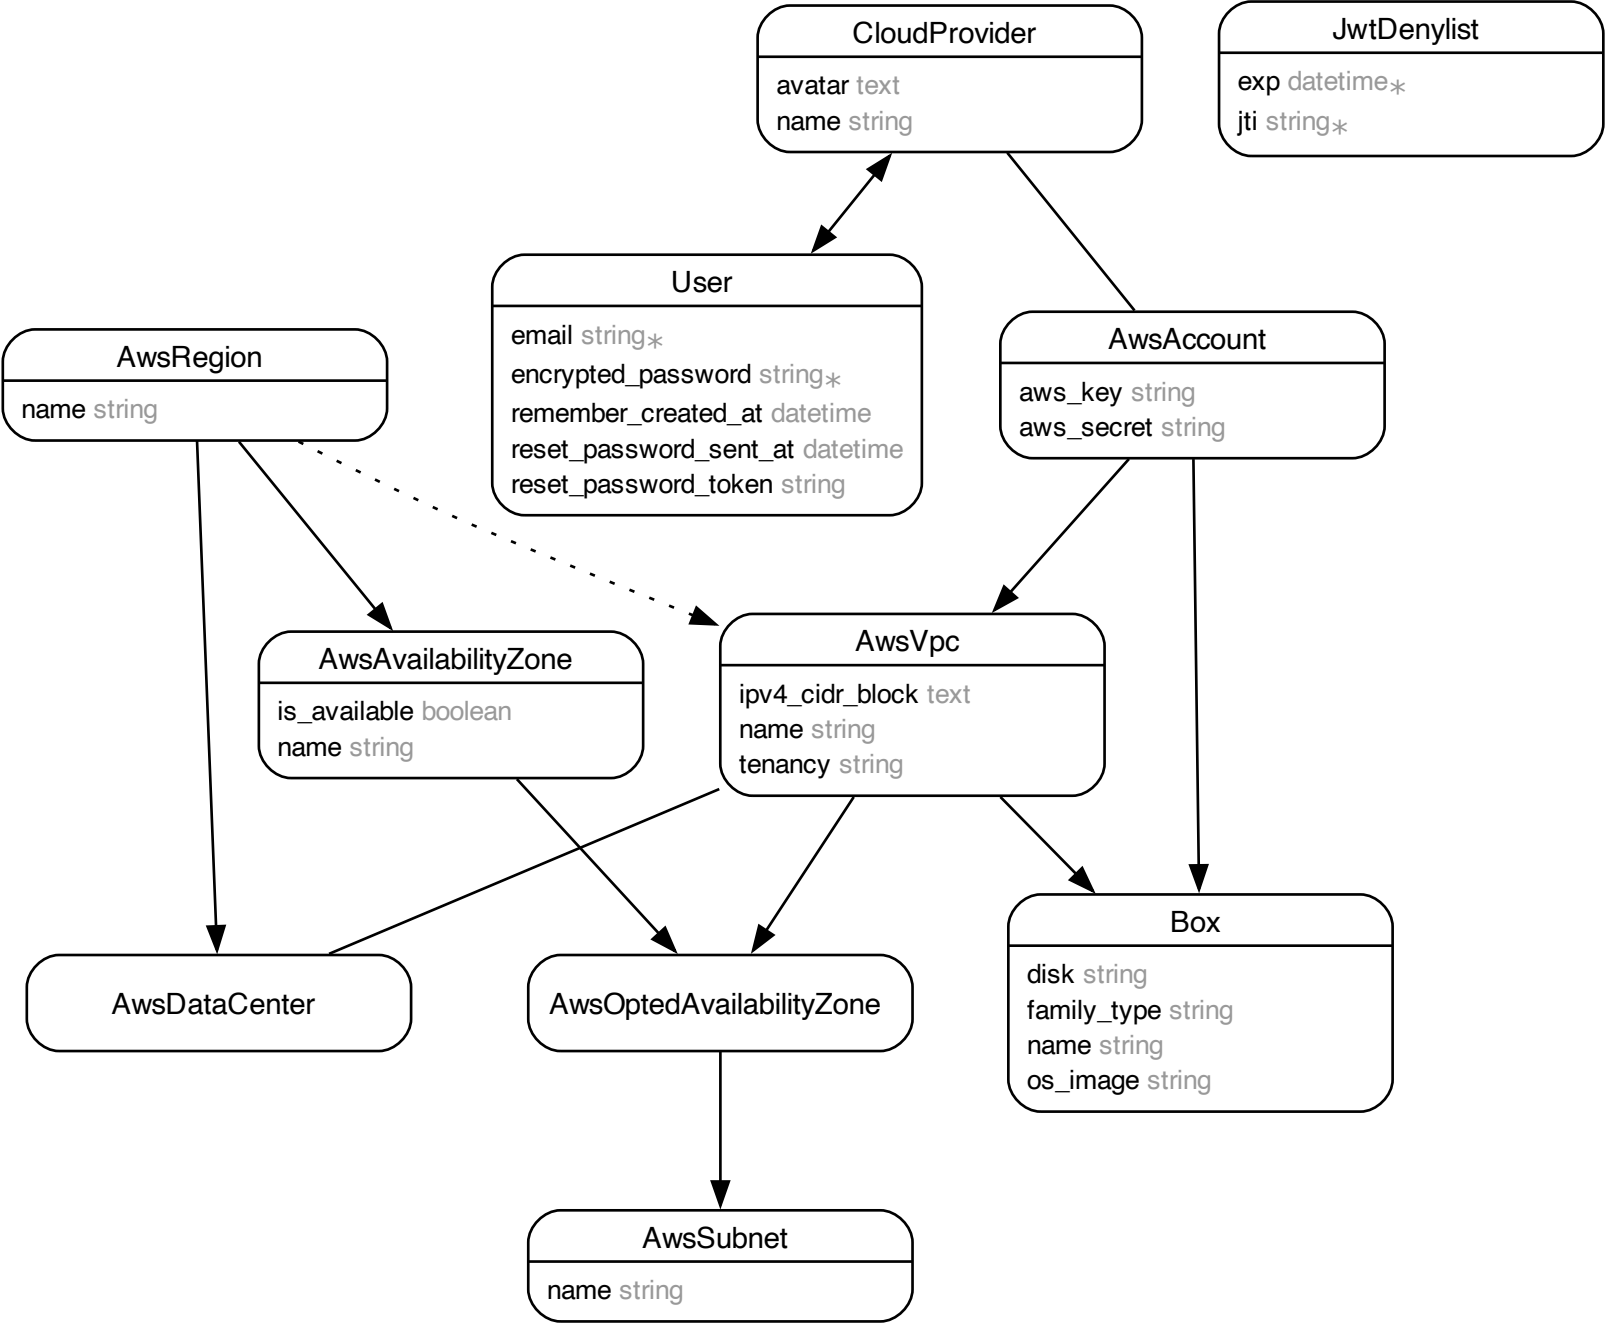 CloudProvider
avatar text
name string
JwtDenylist
exp datetime∗
jti string∗
User
email string∗
encrypted_password string∗
remember_created_at datetime
reset_password_sent_at datetime
reset_password_token string
AwsAccount
aws_key string
aws_secret string
AwsRegion
name string
AwsAvailabilityZone
is_available boolean
name string
AwsVpc
ipv4_cidr_block text
name string
tenancy string
AwsDataCenter
AwsOptedAvailabilityZone
Box
disk string
family_type string
name string
os_image string
AwsSubnet
name string